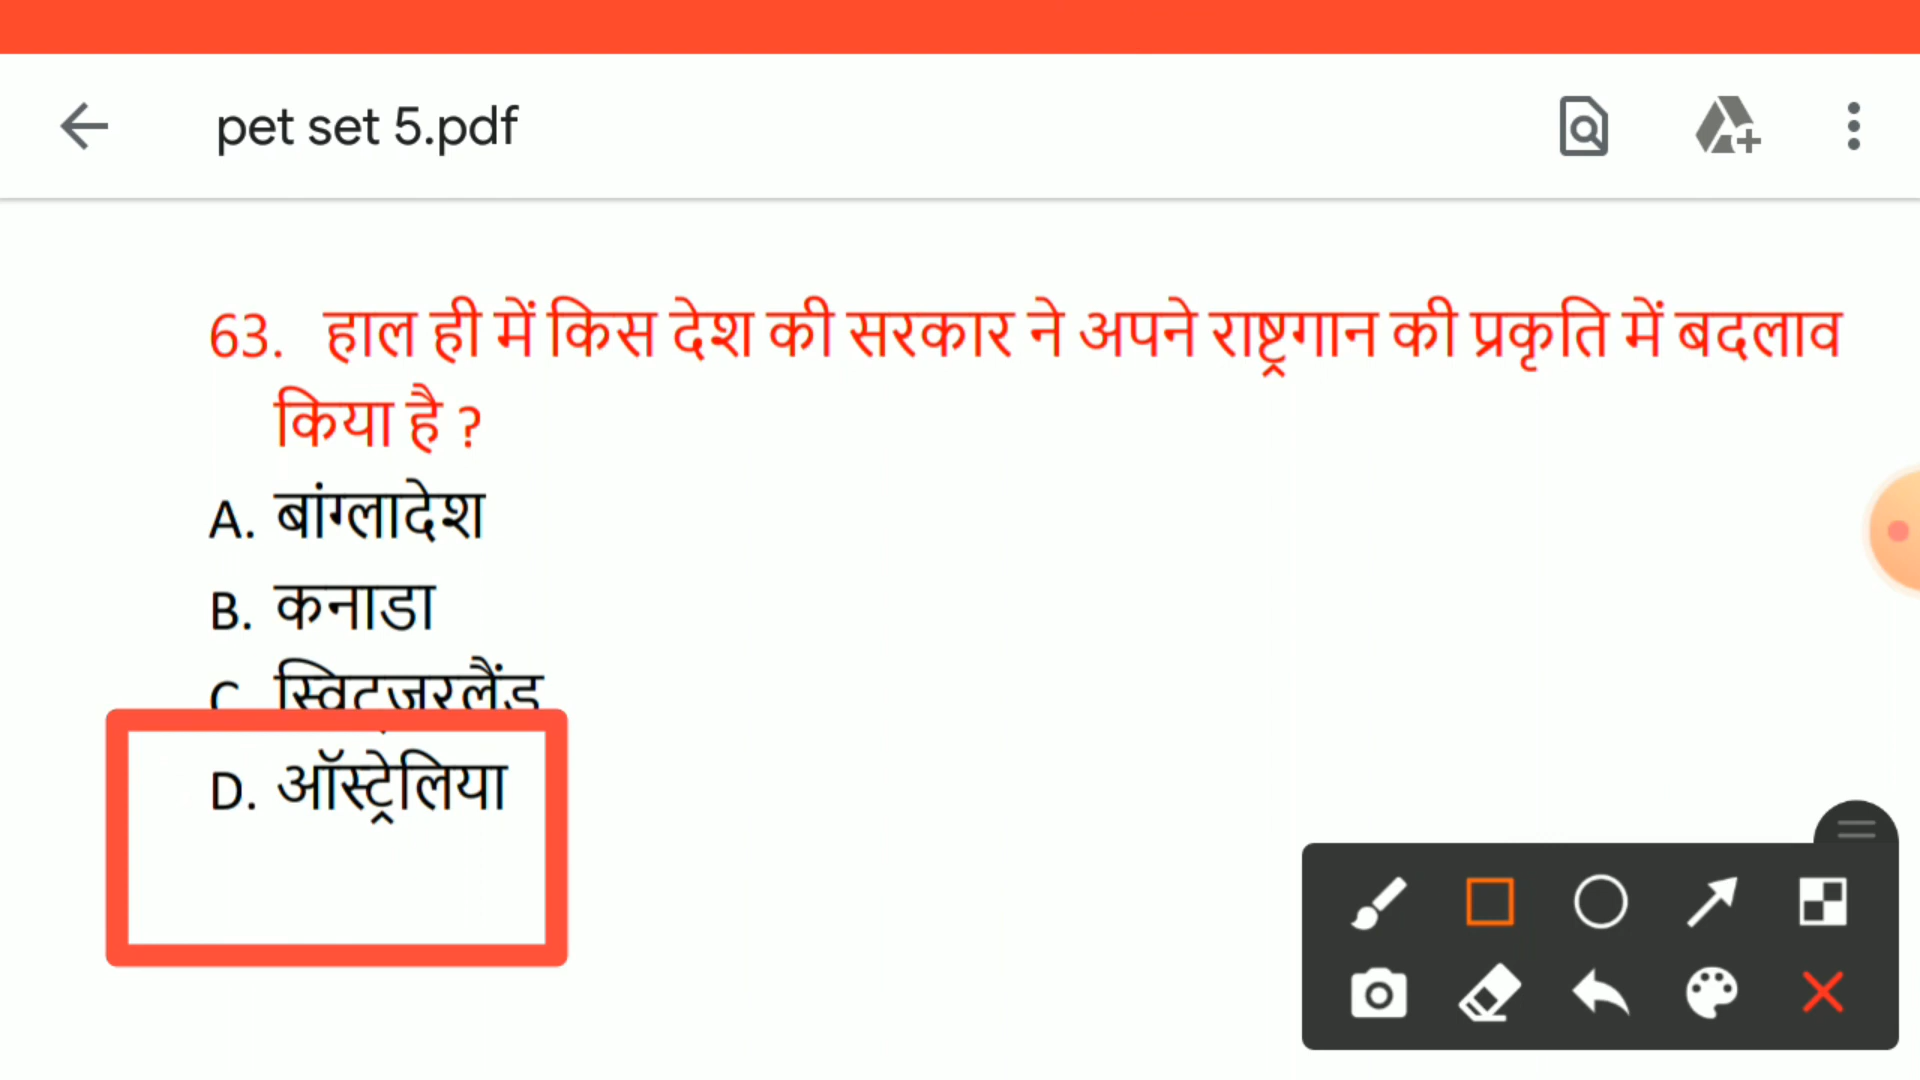 pet set 5.pdf
63. हाल ही में किस देश की सरकार ने अपने राष्ट्रगान की प्रकृति में बदलाव
किया है ?
A. बांग्लादेश
B. कनाडा
C. स्विट्जरलैंड
D. ऑस्ट्रेलिया